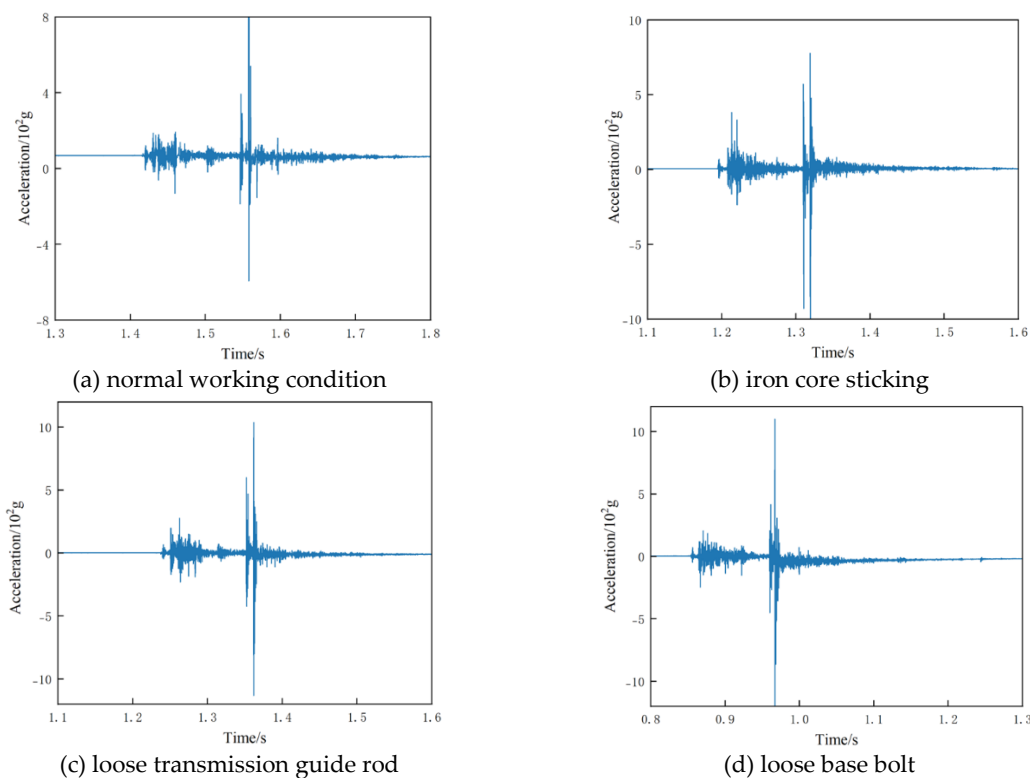 8
4
0
-4
-8
Acceleration/10²g
1.3 1.4 1.5 1.6 1.7 1.8
Time/s
(a) normal working condition
10
5
0
-5
-10
Acceleration/10²g
1.1 1.2 1.3 1.4 1.5 1.6
Time/s
(b) iron core sticking
10
5
0
-5
-10
Acceleration/10²g
1.1 1.2 1.3 1.4 1.5 1.6
Time/s
(c) loose transmission guide rod
10
5
0
-5
-10
Acceleration/10²g
0.8 0.9 1.0 1.1 1.2 1.3
Time/s
(d) loose base bolt